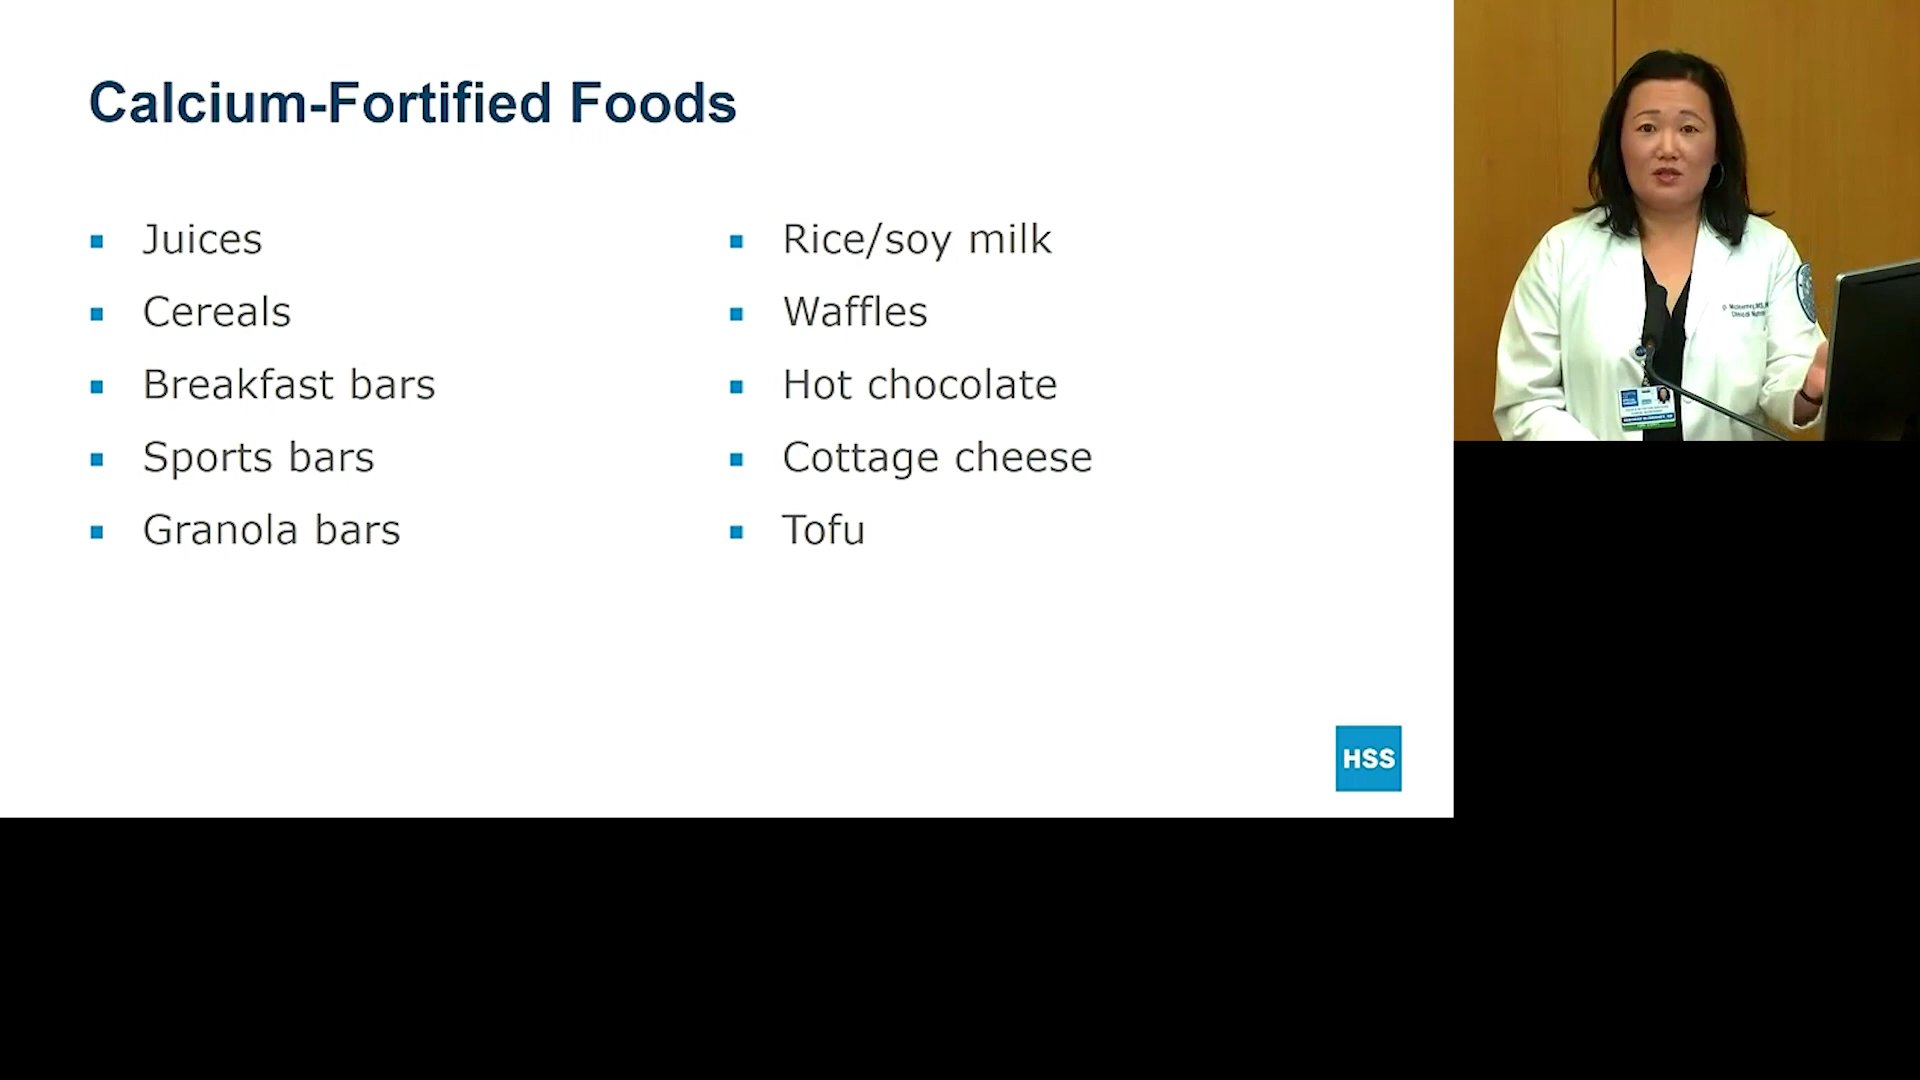 Calcium-Fortified Foods
Juices
Cereals
Breakfast bars
Sports bars
Granola bars
Rice/soy milk
Waffles
Hot chocolate
Cottage cheese
Tofu
HSS